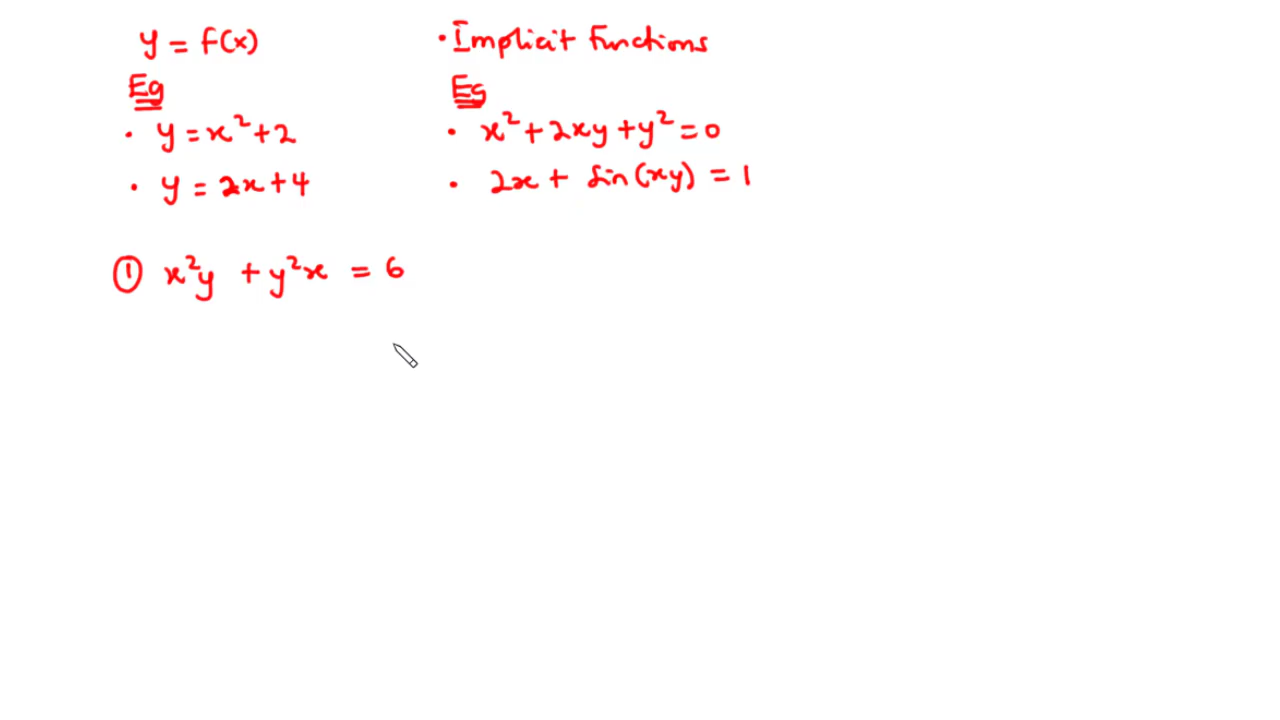 y = f(x)
• Implicit Functions
Eg
Eg
• y = x² + 2
• x² + 2xy + y² = 0
• y = 2x + 4
• 2x + sin(xy) = 1
① x²y + y²x = 6